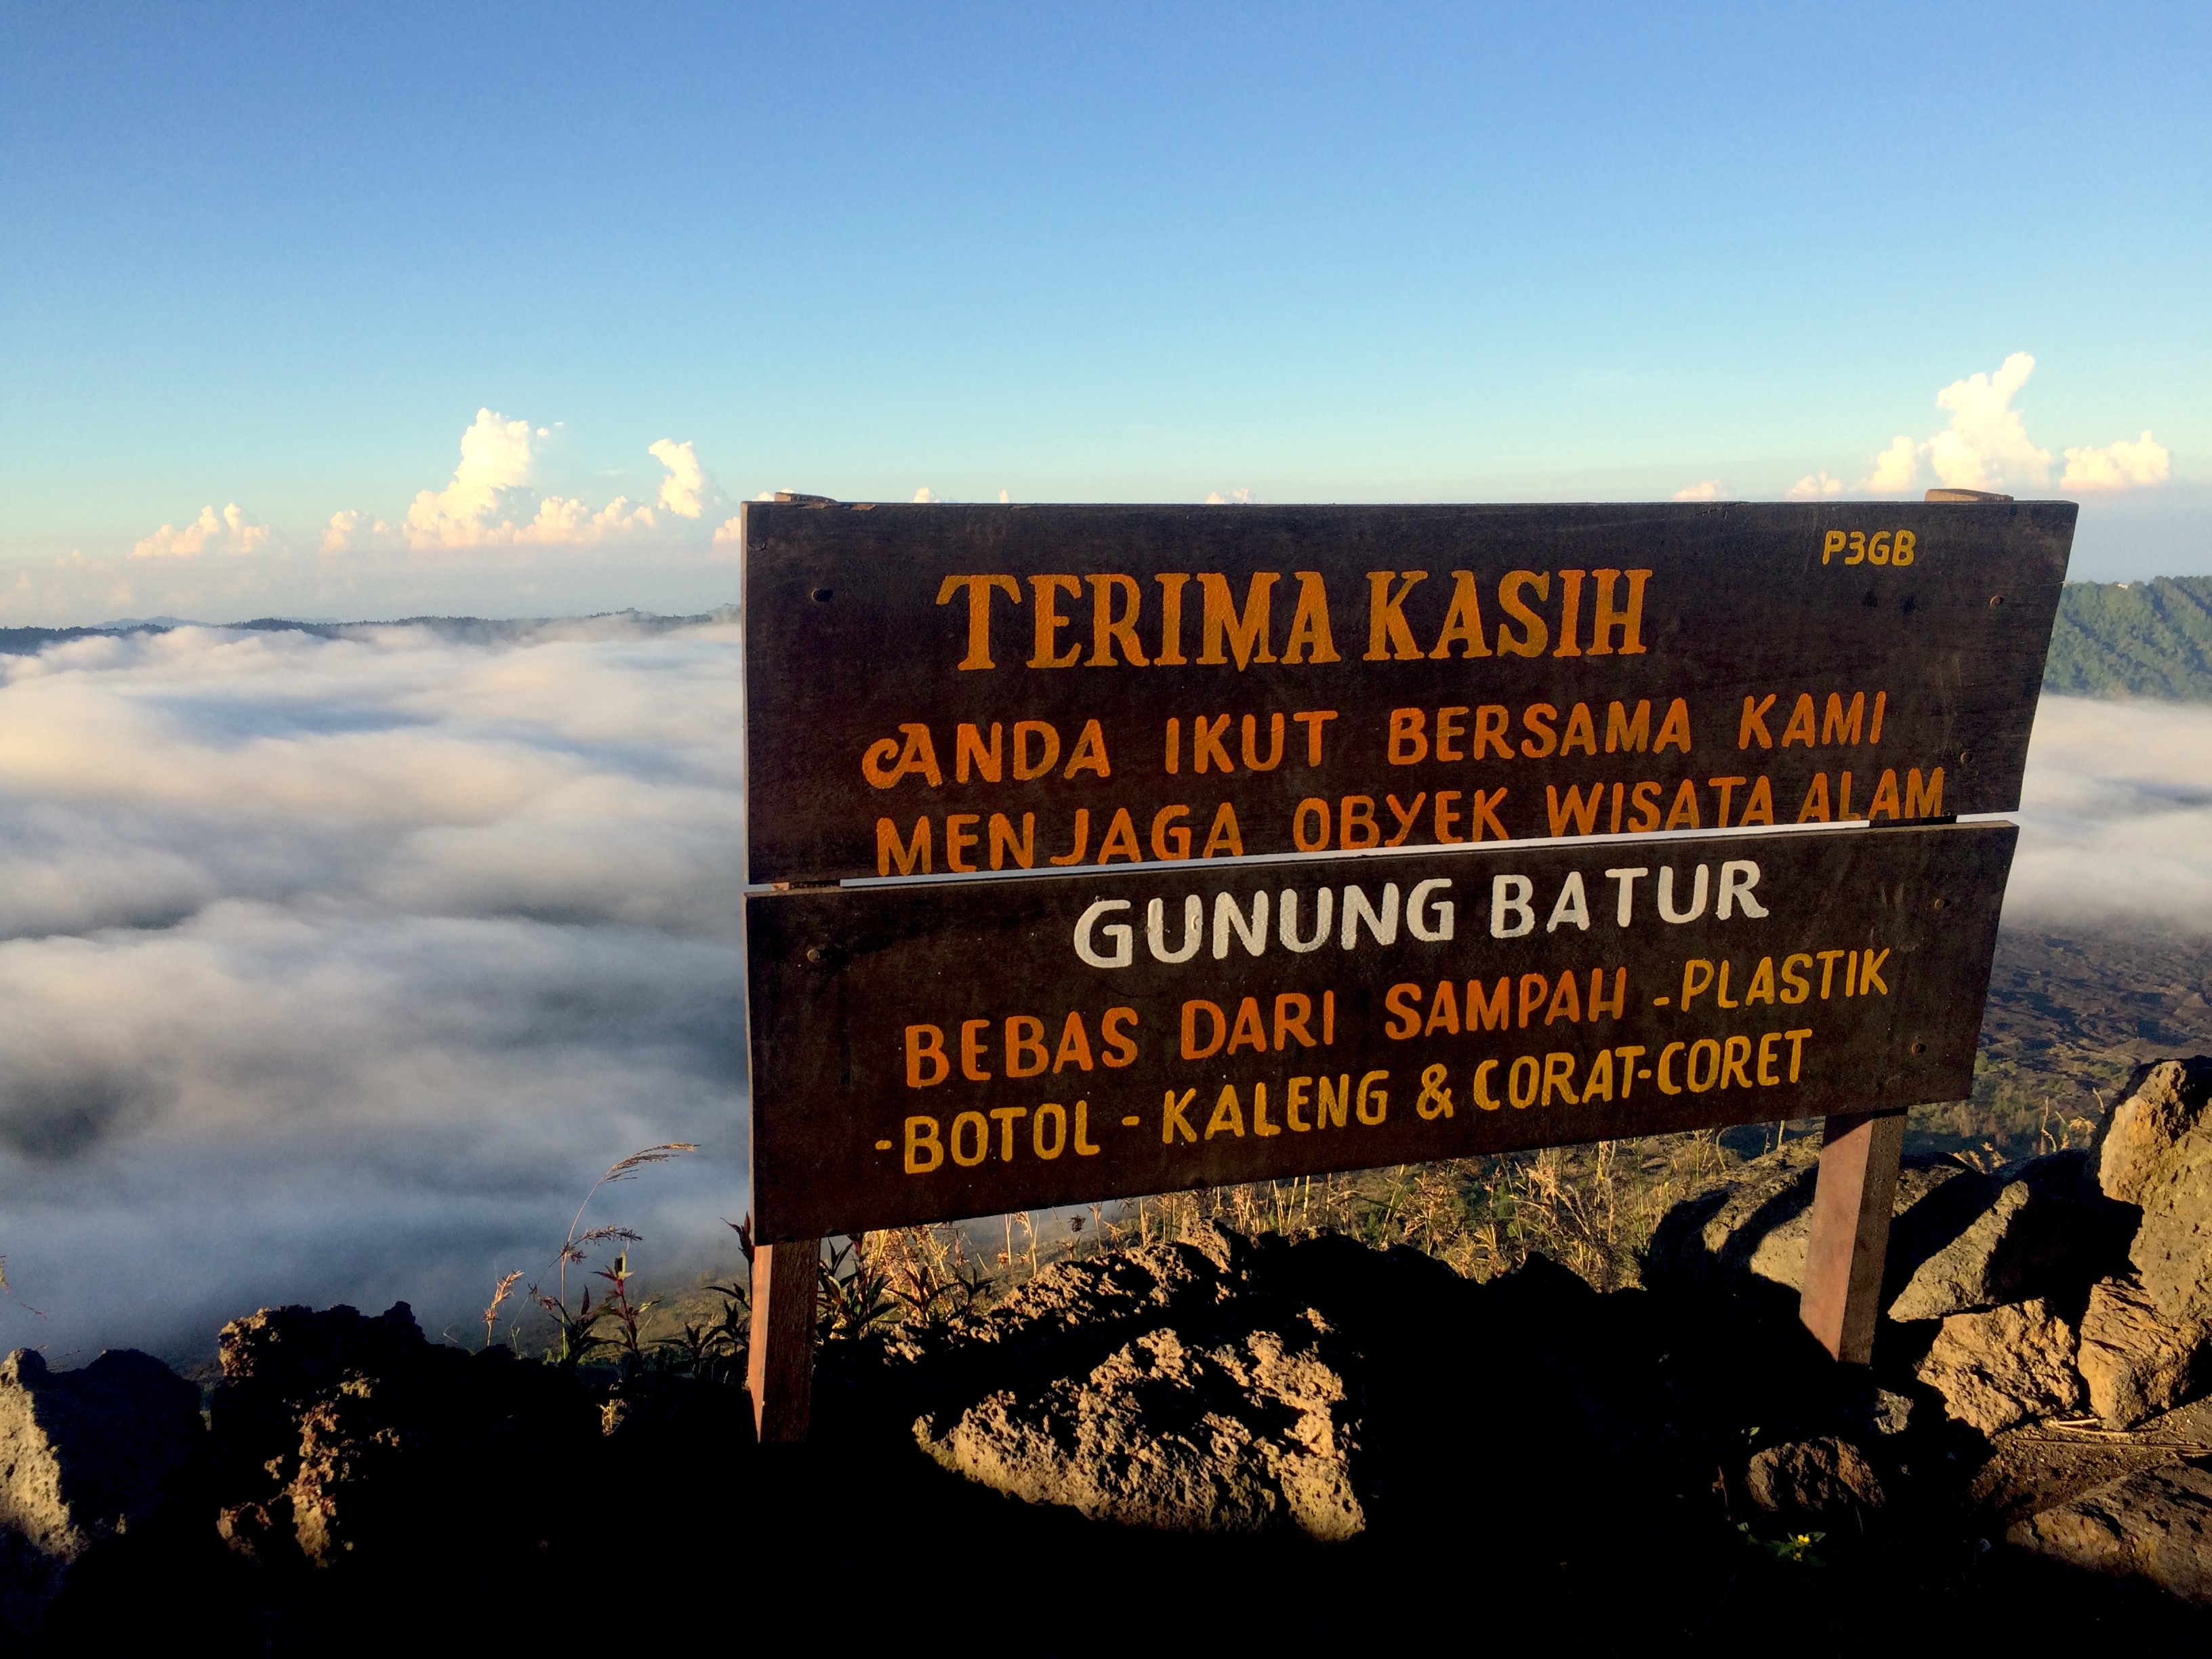 P3GB
TERIMA KASIH
ANDA IKUT BERSAMA KAMI
MENJAGA OBYEK WISATA ALAM
GUNUNG BATUR
BEBAS DARI SAMPAH -PLASTIK
-BOTOL - KALENG & CORAT-CORET